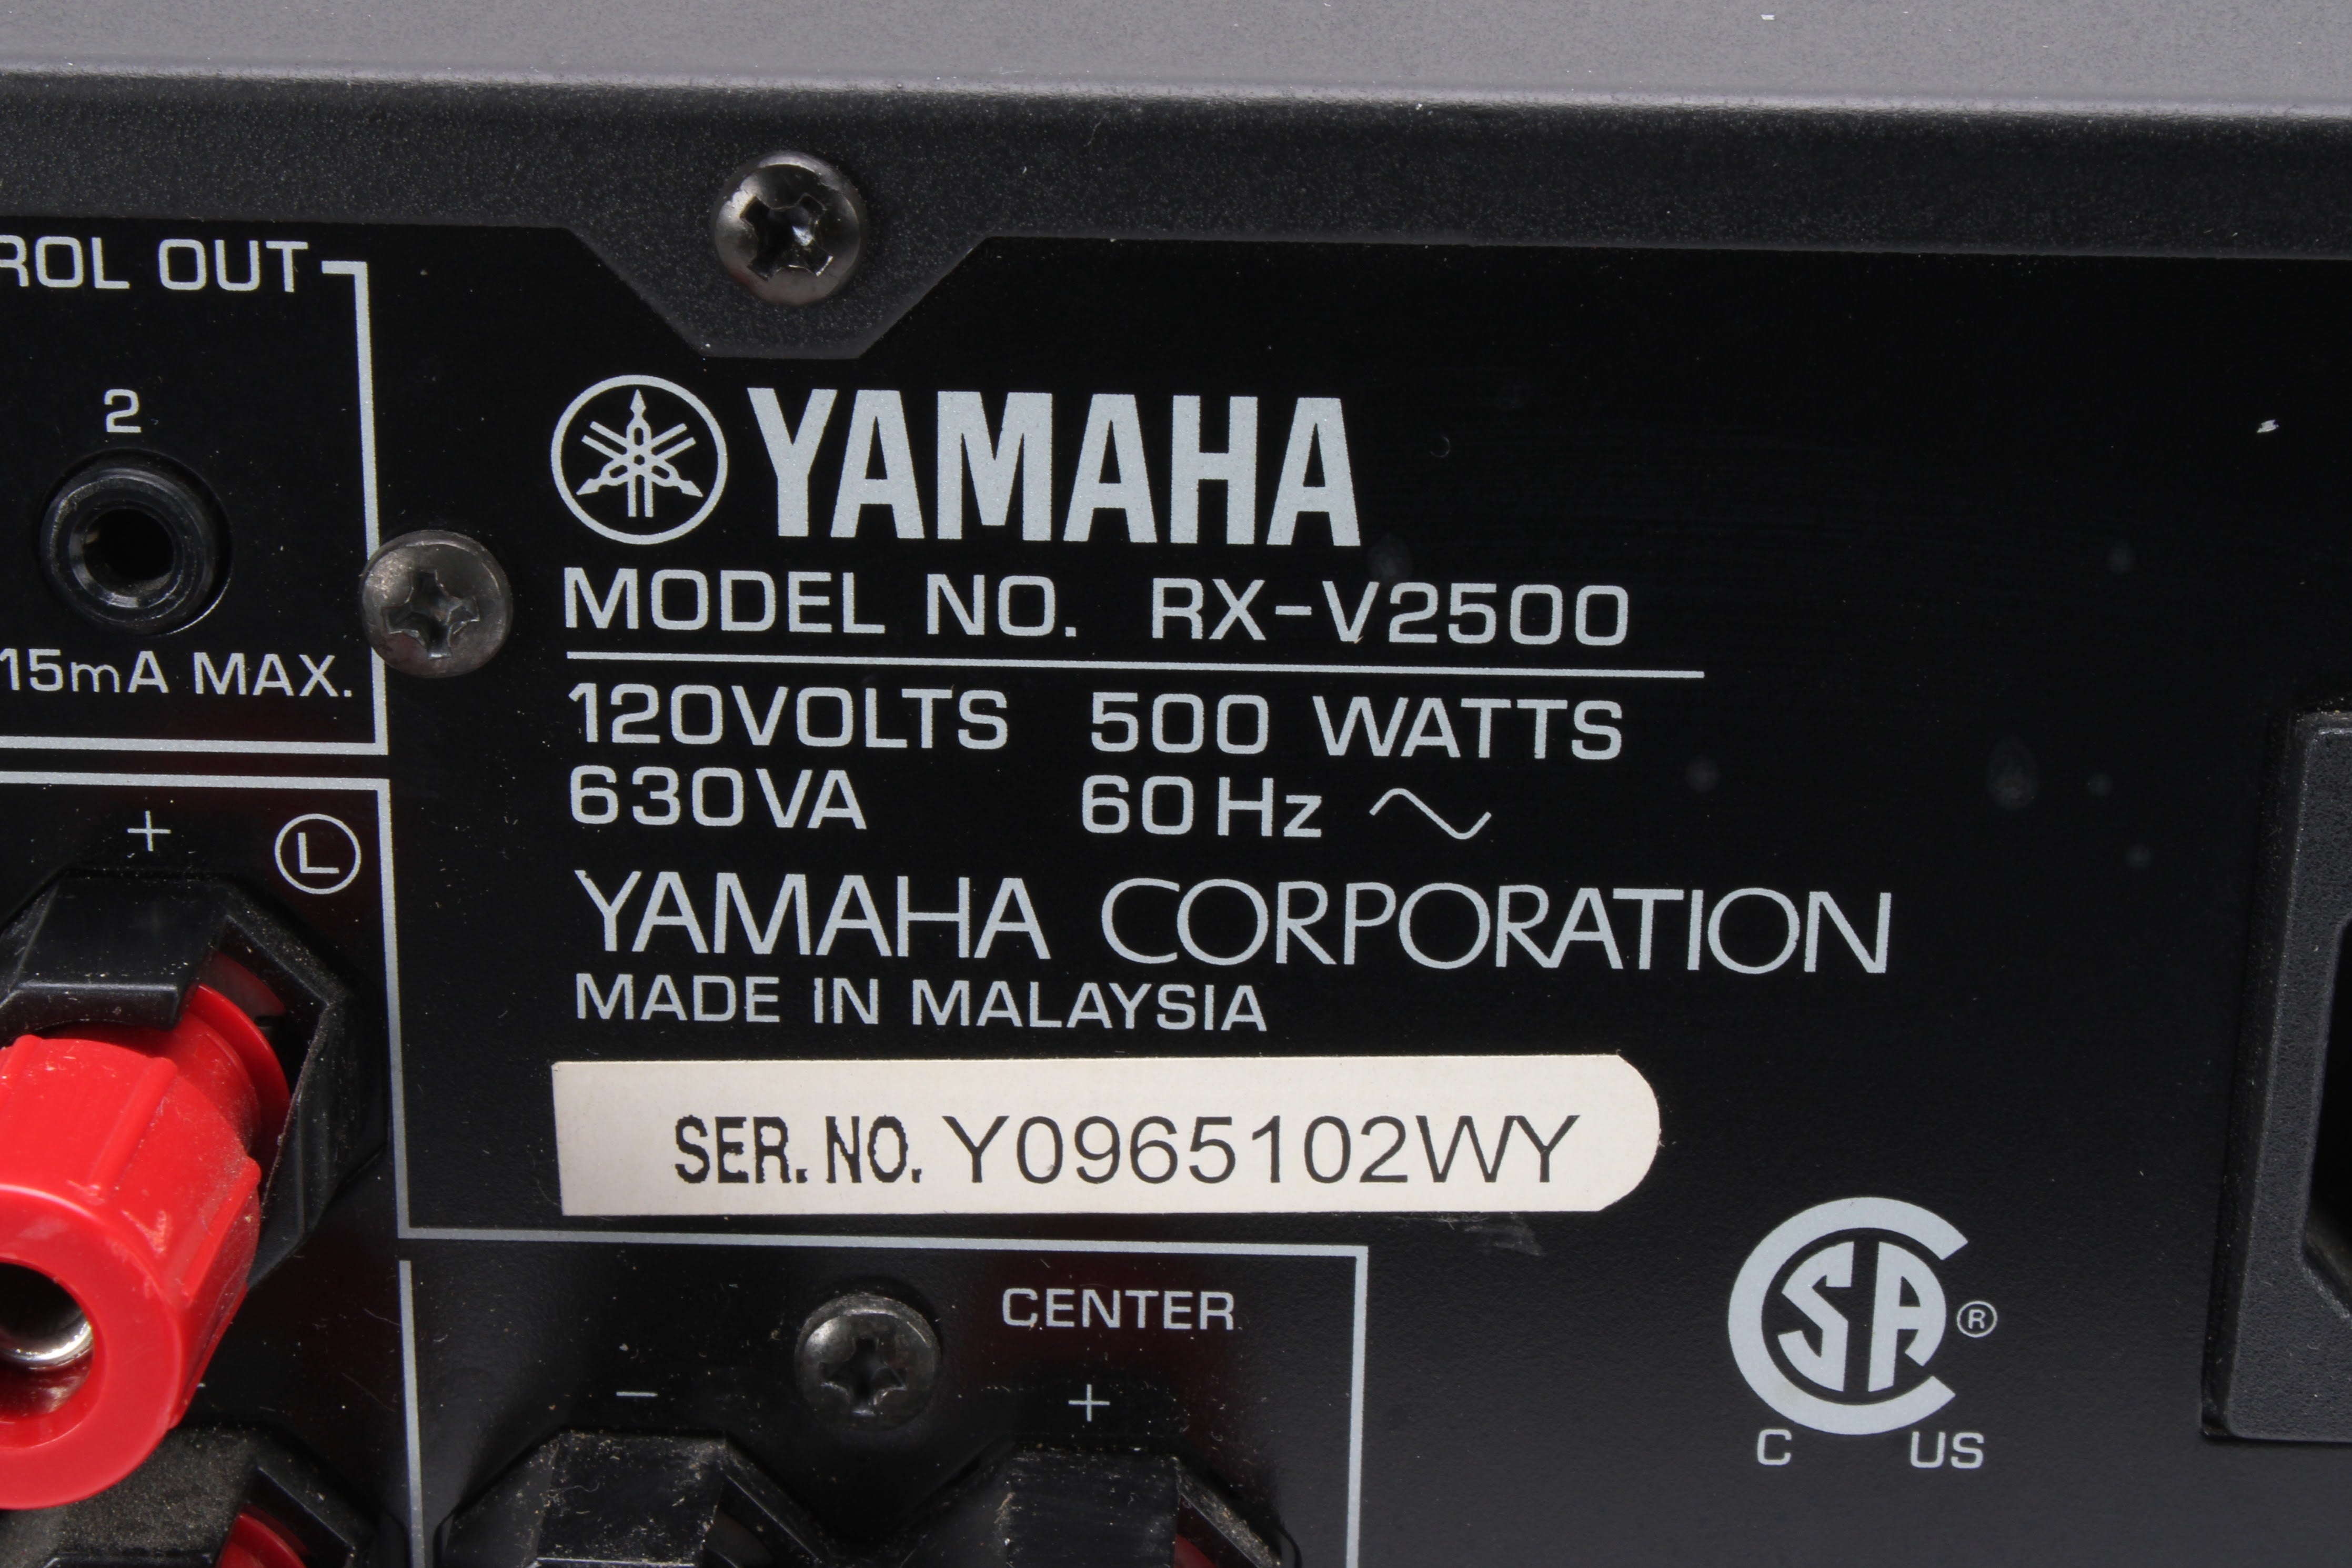 ROL OUT
2
15mA MAX.
+ L
YAMAHA
MODEL NO. RX-V2500
120VOLTS 500 WATTS
630VA 60Hz
YAMAHA CORPORATION
MADE IN MALAYSIA
SER. NO. Y0965102WY
CENTER
− +
CSA ®
C US